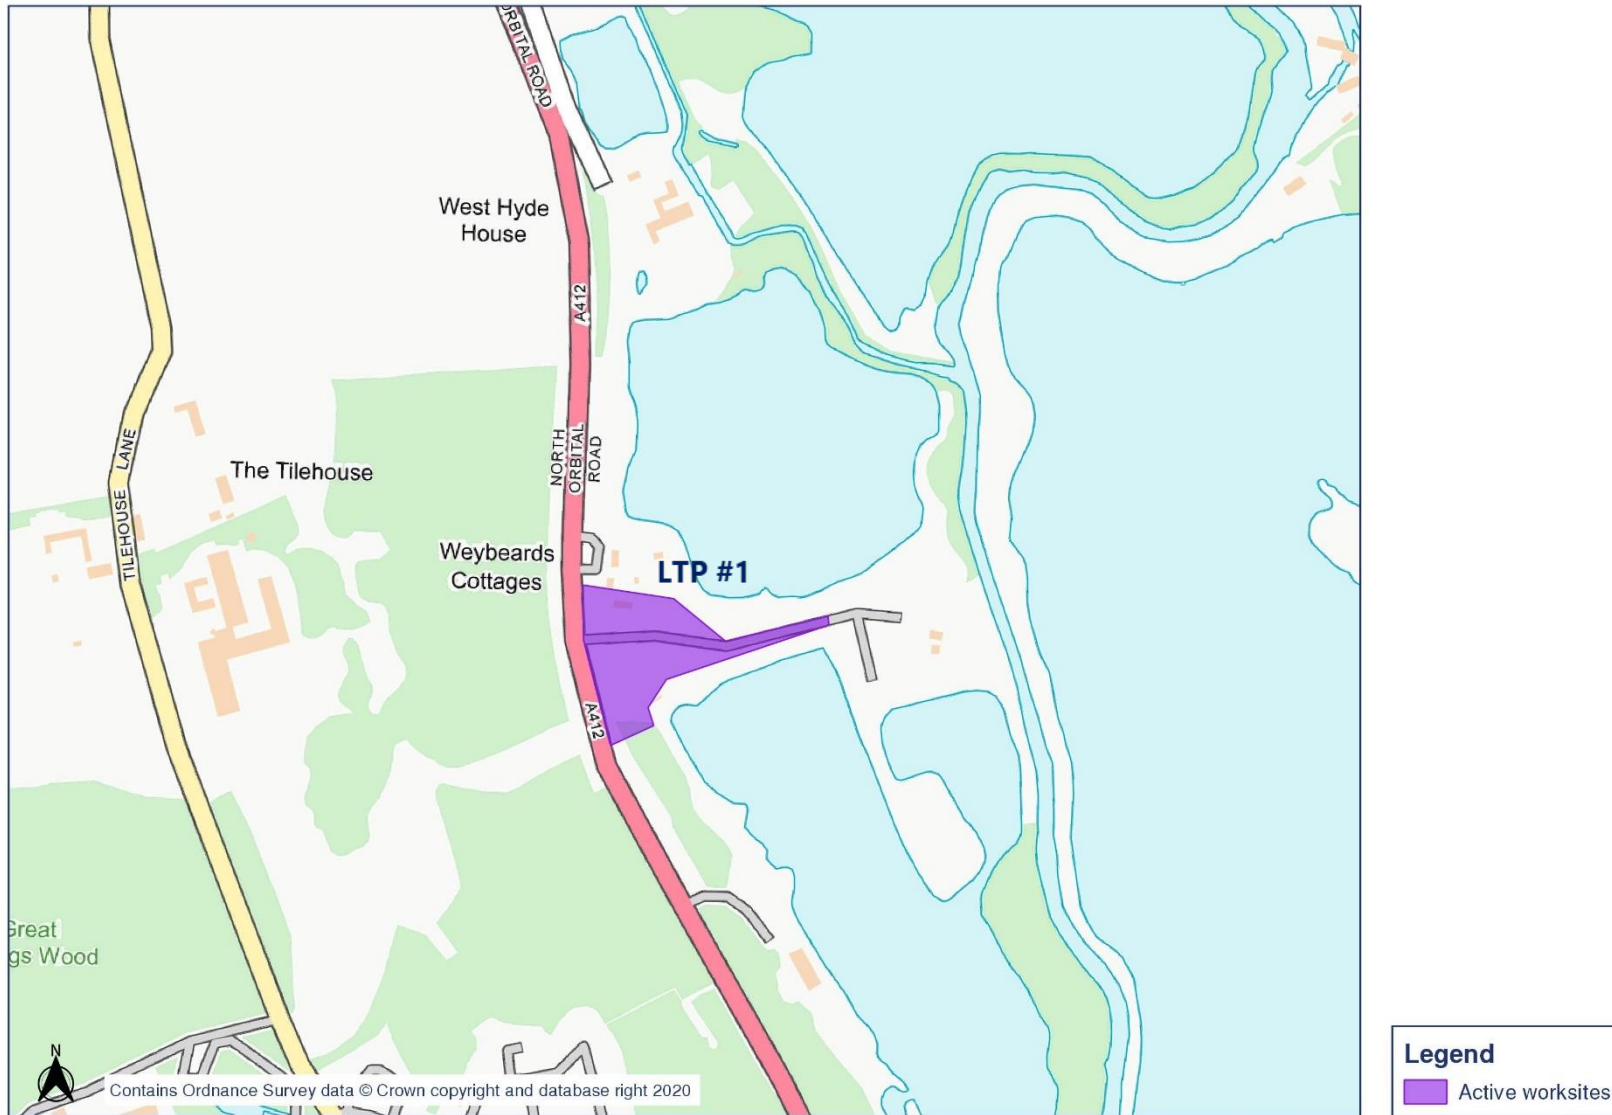 ORBITAL ROAD
West Hyde
House
A412
NORTH
ORBITAL
ROAD
TILEHOUSE LANE
The Tilehouse
Weybeards
Cottages
LTP #1
A412
Great
gs Wood
N
Contains Ordnance Survey data © Crown copyright and database right 2020
Legend
Active worksites